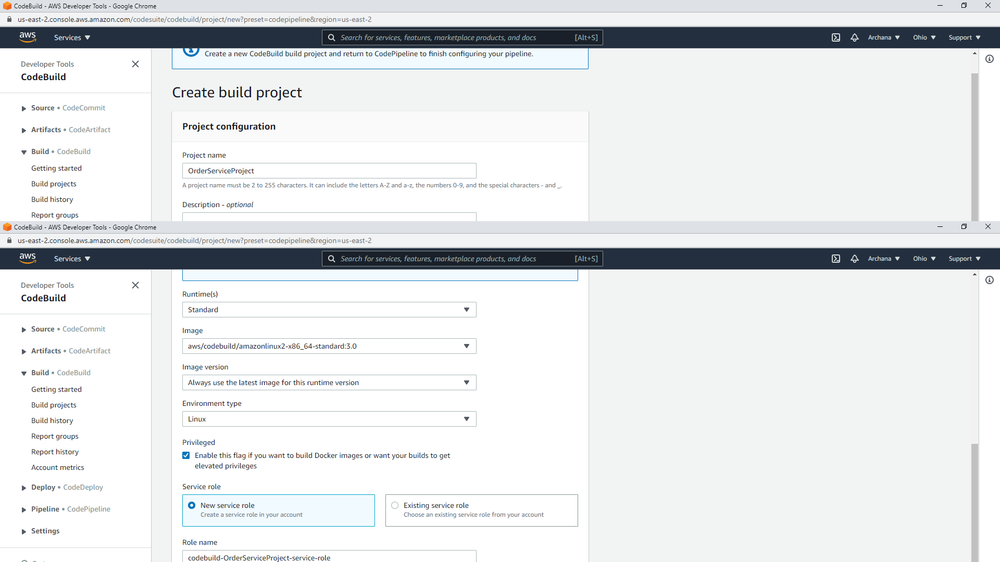 CodeBuild - AWS Developer Tools - Google Chrome
us-east-2.console.aws.amazon.com/codesuite/codebuild/project/new?preset=codepipeline&region=us-east-2
aws Services Search for services, features, marketplace products, and docs [Alt+S] Archana Ohio Support
Developer Tools
CodeBuild
Source • CodeCommit
Artifacts • CodeArtifact
Build • CodeBuild
Getting started
Build projects
Build history
Report groups
Create a new CodeBuild build project and return to CodePipeline to finish configuring your pipeline.
Create build project
Project configuration
Project name
OrderServiceProject
A project name must be 2 to 255 characters. It can include the letters A-Z and a-z, the numbers 0-9, and the special characters - and _.
Description - optional
CodeBuild - AWS Developer Tools - Google Chrome
us-east-2.console.aws.amazon.com/codesuite/codebuild/project/new?preset=codepipeline&region=us-east-2
aws Services Search for services, features, marketplace products, and docs [Alt+S] Archana Ohio Support
Developer Tools
CodeBuild
Source • CodeCommit
Artifacts • CodeArtifact
Build • CodeBuild
Getting started
Build projects
Build history
Report groups
Report history
Account metrics
Deploy • CodeDeploy
Pipeline • CodePipeline
Settings
Runtime(s)
Standard
Image
aws/codebuild/amazonlinux2-x86_64-standard:3.0
Image version
Always use the latest image for this runtime version
Environment type
Linux
Privileged
Enable this flag if you want to build Docker images or want your builds to get
elevated privileges
Service role
New service role
Create a service role in your account
Existing service role
Choose an existing service role from your account
Role name
codebuild-OrderServiceProject-service-role